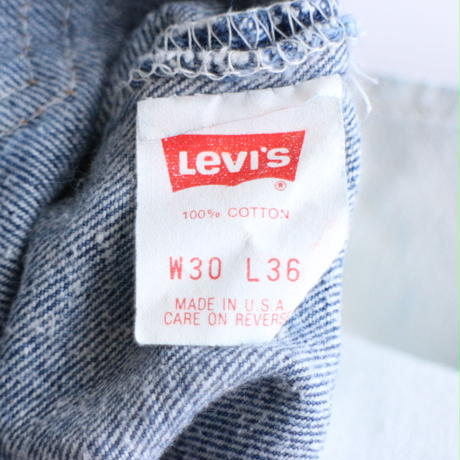 Levi's
®
100% COTTON
W30 L36
MADE IN U.S.A
CARE ON REVERSE